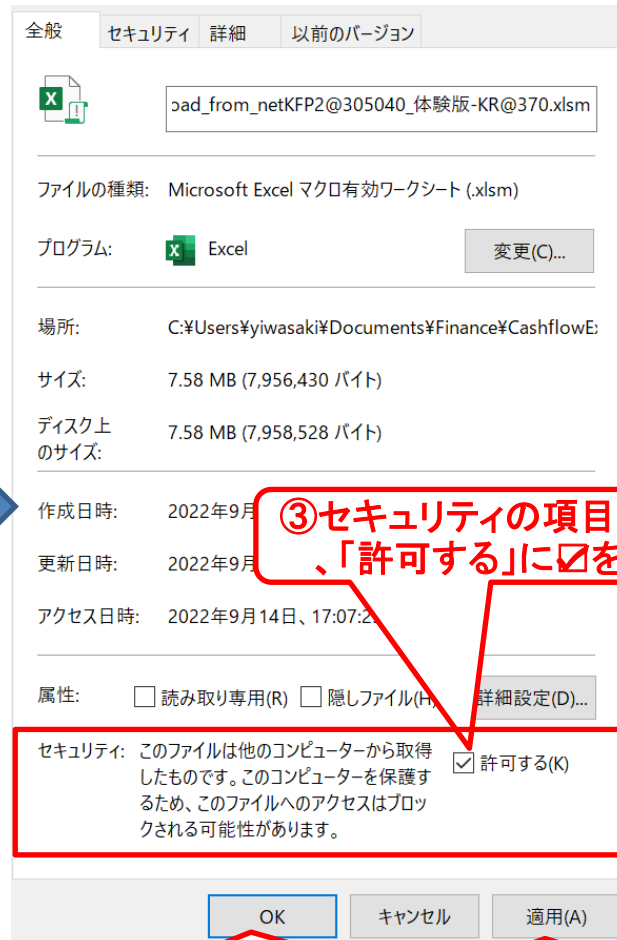 全般 セキュリティ 詳細 以前のバージョン
oad_from_netKFP2@305040_体験版-KR@370.xlsm
ファイルの種類: Microsoft Excel マクロ有効ワークシート (.xlsm)
プログラム: Excel 変更(C)...
場所: C:¥Users¥yiwasaki¥Documents¥Finance¥CashflowEx
サイズ: 7.58 MB (7,956,430 バイト)
ディスク上
のサイズ: 7.58 MB (7,958,528 バイト)
作成日時: 2022年9月
③セキュリティの項目
、「許可する」に☑を
更新日時: 2022年9月
アクセス日時: 2022年9月14日、17:07:2
属性: 読み取り専用(R) 隠しファイル(H) 詳細設定(D)...
セキュリティ: このファイルは他のコンピューターから取得
したものです。このコンピューターを保護す
るため、このファイルへのアクセスはブロッ
クされる可能性があります。
許可する(K)
OK キャンセル 適用(A)